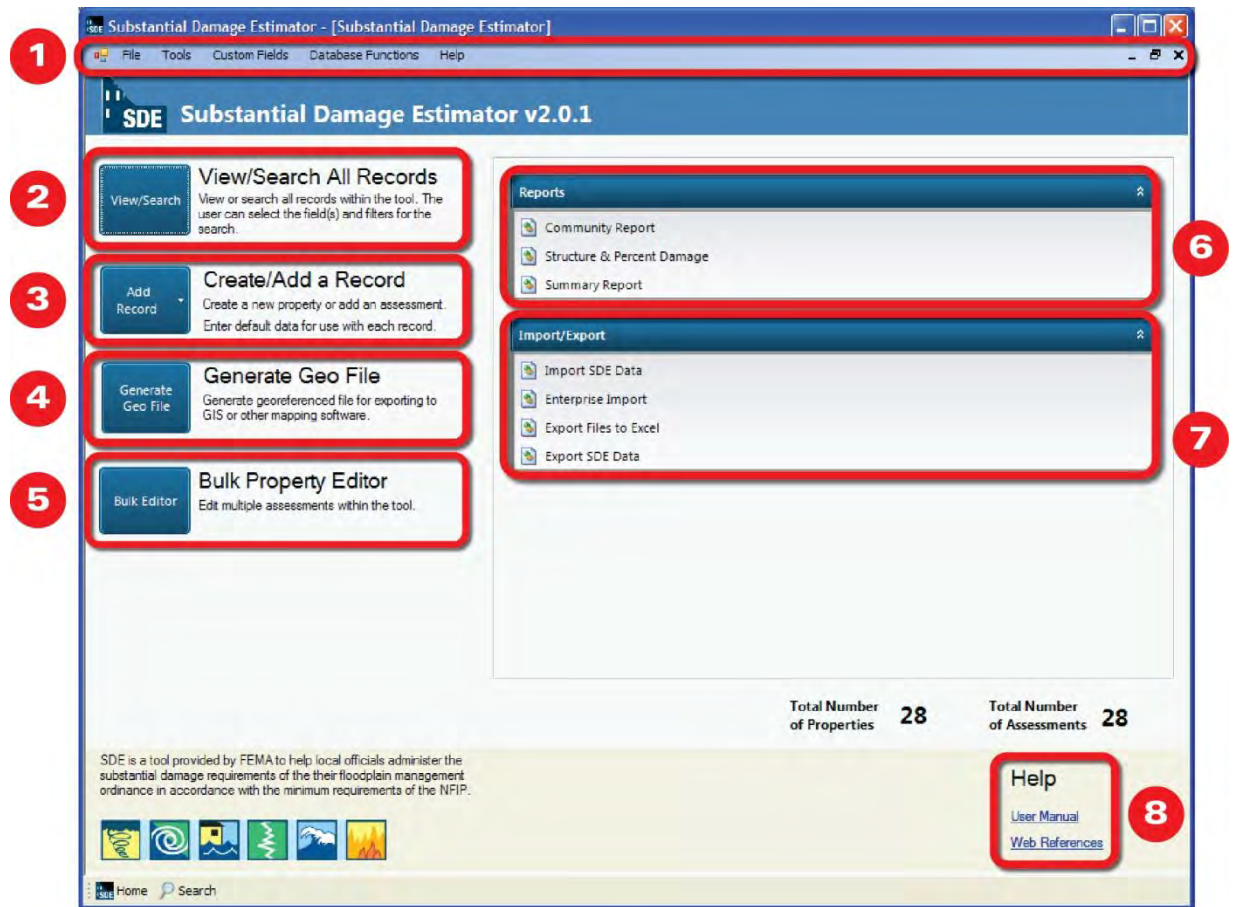 SDE Substantial Damage Estimator - [Substantial Damage Estimator]
1
File Tools Custom Fields Database Functions Help
SDE Substantial Damage Estimator v2.0.1
2
View/Search
View/Search All Records
View or search all records within the tool. The
user can select the field(s) and filters for the
search.
3
Add
Record
Create/Add a Record
Create a new property or add an assessment.
Enter default data for use with each record.
4
Generate
Geo File
Generate Geo File
Generate georeferenced file for exporting to
GIS or other mapping software.
5
Bulk Editor
Bulk Property Editor
Edit multiple assessments within the tool.
Reports
Community Report
Structure & Percent Damage
Summary Report
6
Import/Export
Import SDE Data
Enterprise Import
Export Files to Excel
Export SDE Data
7
Total Number
of Properties 28
Total Number
of Assessments 28
SDE is a tool provided by FEMA to help local officials administer the
substantial damage requirements of the their floodplain management
ordinance in accordance with the minimum requirements of the NFIP.
Help
User Manual
Web References
8
SDE Home Search